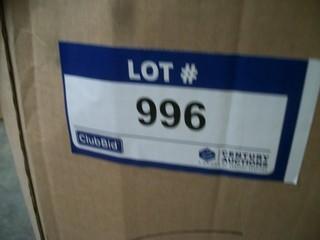 LOT #
996
ClubBid
CENTURY
AUCTIONS